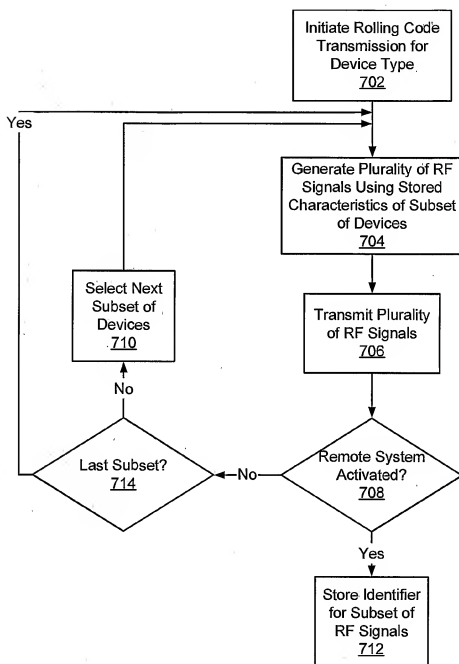 Initiate Rolling Code
Transmission for
Device Type
702
Yes
Generate Plurality of RF
Signals Using Stored
Characteristics of Subset
of Devices
704
Select Next
Subset of
Devices
710
Transmit Plurality
of RF Signals
706
No
Last Subset?
714
No
Remote System
Activated?
708
Yes
Store Identifier
for Subset of
RF Signals
712